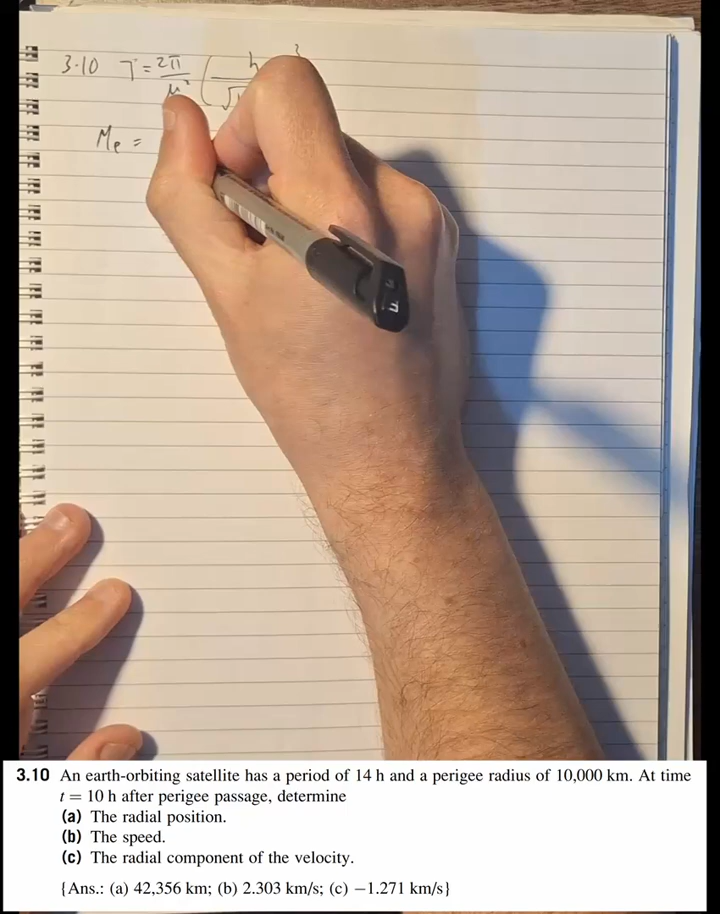 3.10 T = 2π / μ² ( h / √ ³
Me =
3.10 An earth-orbiting satellite has a period of 14 h and a perigee radius of 10,000 km. At time
t = 10 h after perigee passage, determine
(a) The radial position.
(b) The speed.
(c) The radial component of the velocity.
{Ans.: (a) 42,356 km; (b) 2.303 km/s; (c) −1.271 km/s}